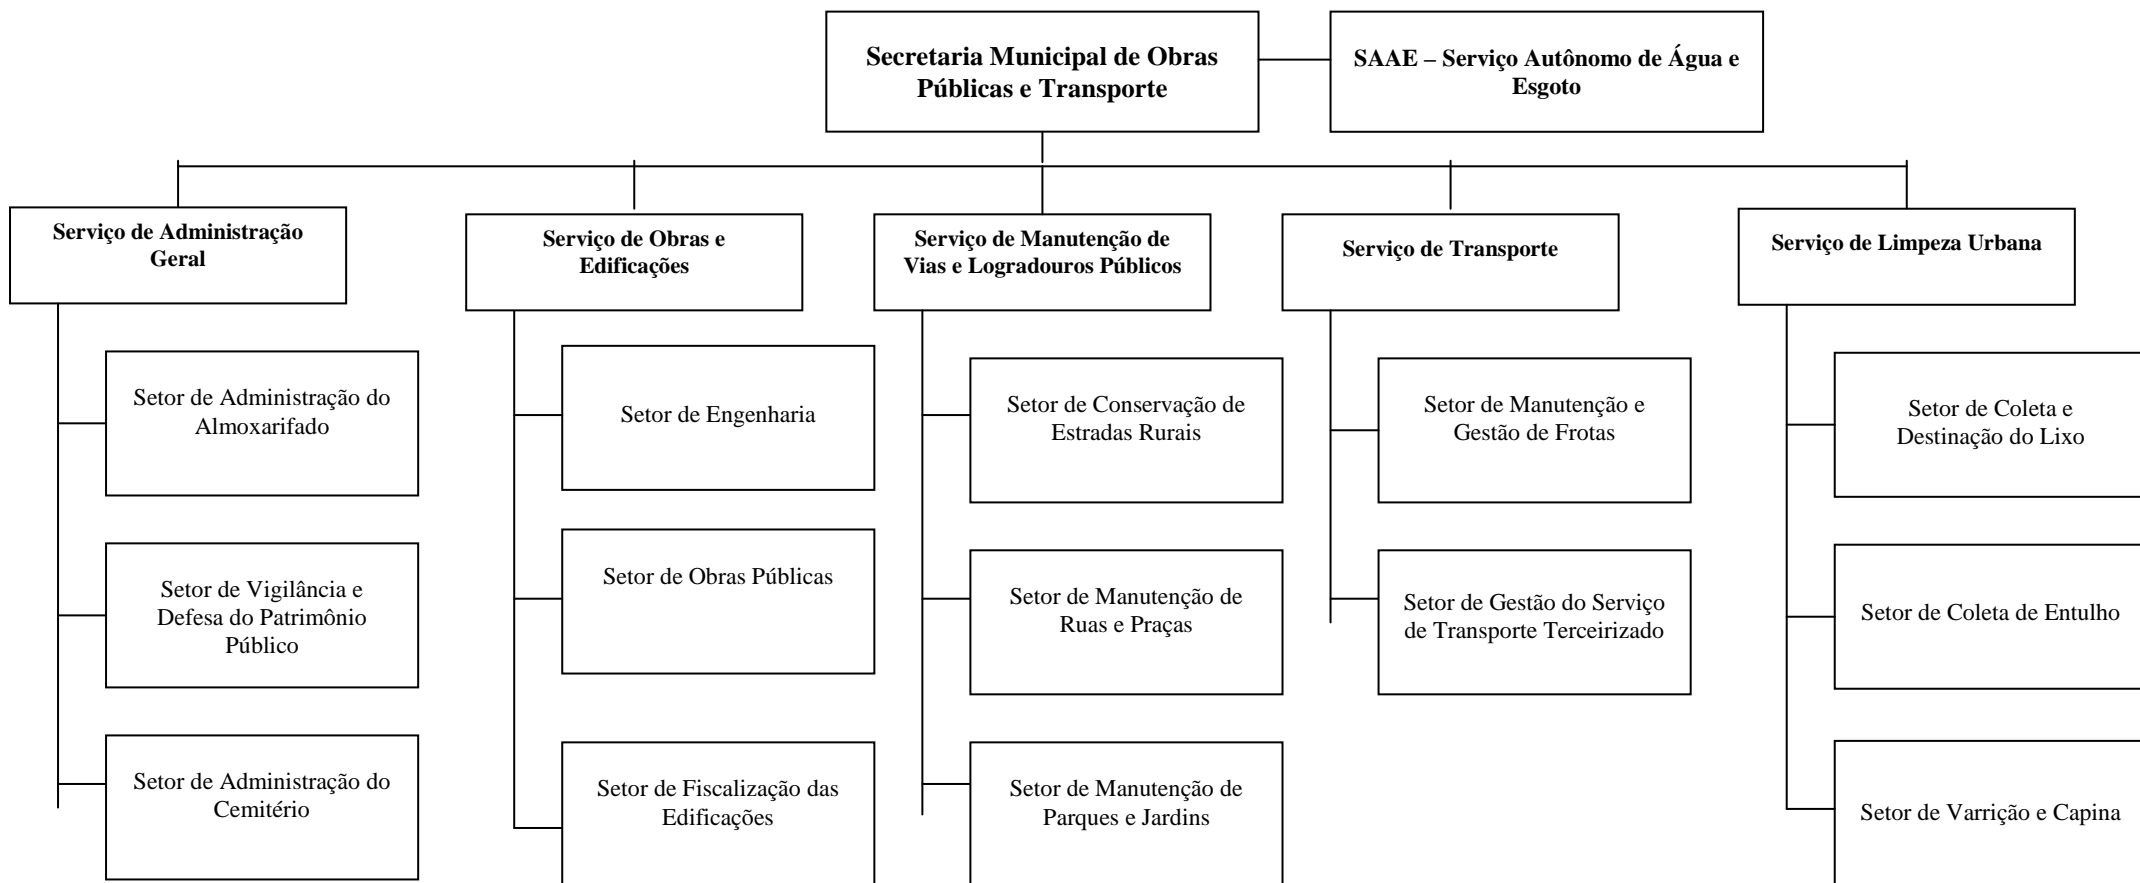 Secretaria Municipal de Obras
Públicas e Transporte
SAAE – Serviço Autônomo de Água e
Esgoto
Serviço de Administração
Geral
Serviço de Obras e
Edificações
Serviço de Manutenção de
Vias e Logradouros Públicos
Serviço de Transporte
Serviço de Limpeza Urbana
Setor de Administração do
Almoxarifado
Setor de Engenharia
Setor de Conservação de
Estradas Rurais
Setor de Manutenção e
Gestão de Frotas
Setor de Coleta e
Destinação do Lixo
Setor de Vigilância e
Defesa do Patrimônio
Público
Setor de Obras Públicas
Setor de Manutenção de
Ruas e Praças
Setor de Gestão do Serviço
de Transporte Terceirizado
Setor de Coleta de Entulho
Setor de Administração do
Cemitério
Setor de Fiscalização das
Edificações
Setor de Manutenção de
Parques e Jardins
Setor de Varrição e Capina